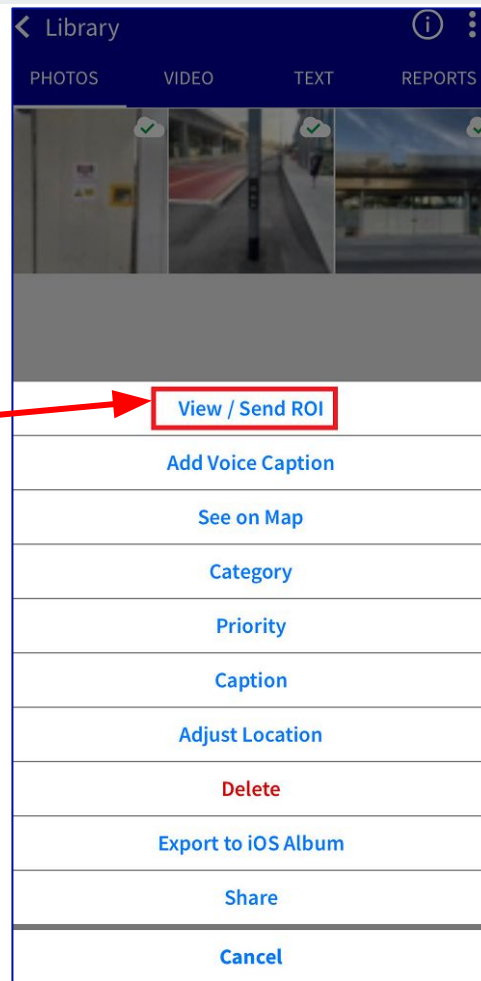 Library
PHOTOS VIDEO TEXT REPORTS
View / Send ROI
Add Voice Caption
See on Map
Category
Priority
Caption
Adjust Location
Delete
Export to iOS Album
Share
Cancel